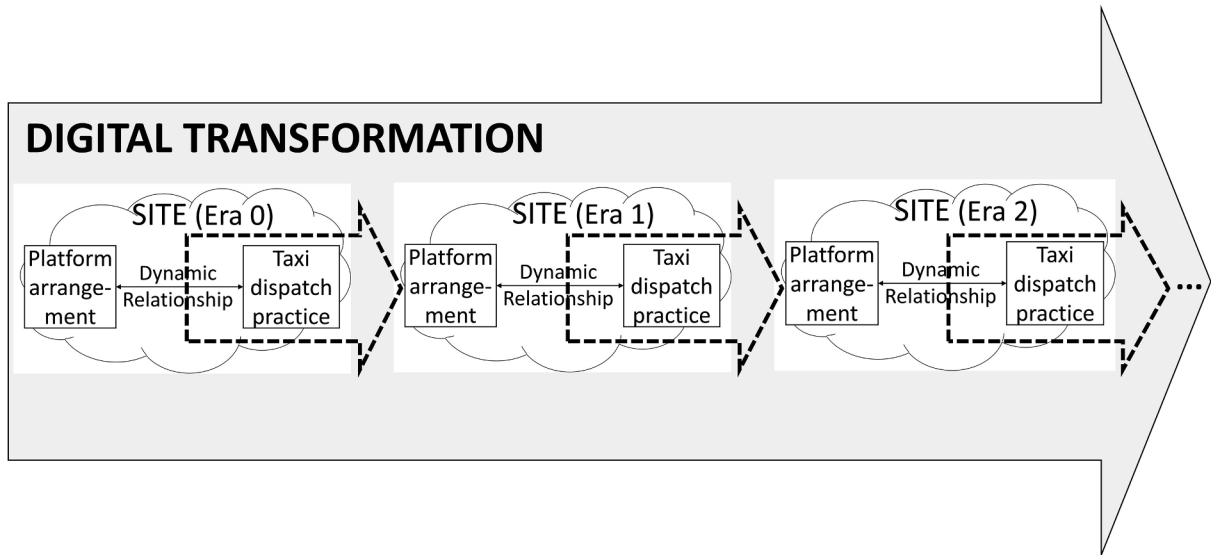 DIGITAL TRANSFORMATION
SITE (Era 0)
Platform
arrange-
ment
Dynamic
Relationship
Taxi
dispatch
practice
SITE (Era 1)
Platform
arrange-
ment
Dynamic
Relationship
Taxi
dispatch
practice
SITE (Era 2)
Platform
arrange-
ment
Dynamic
Relationship
Taxi
dispatch
practice
...